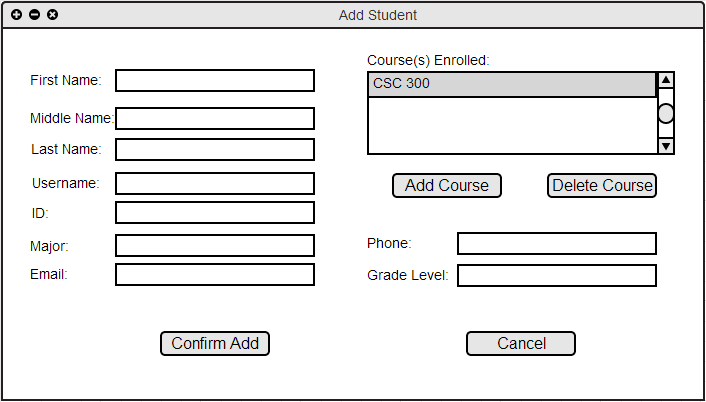 Add Student
First Name:
Middle Name:
Last Name:
Username:
ID:
Major:
Email:
Course(s) Enrolled:
CSC 300
Add Course
Delete Course
Phone:
Grade Level:
Confirm Add
Cancel